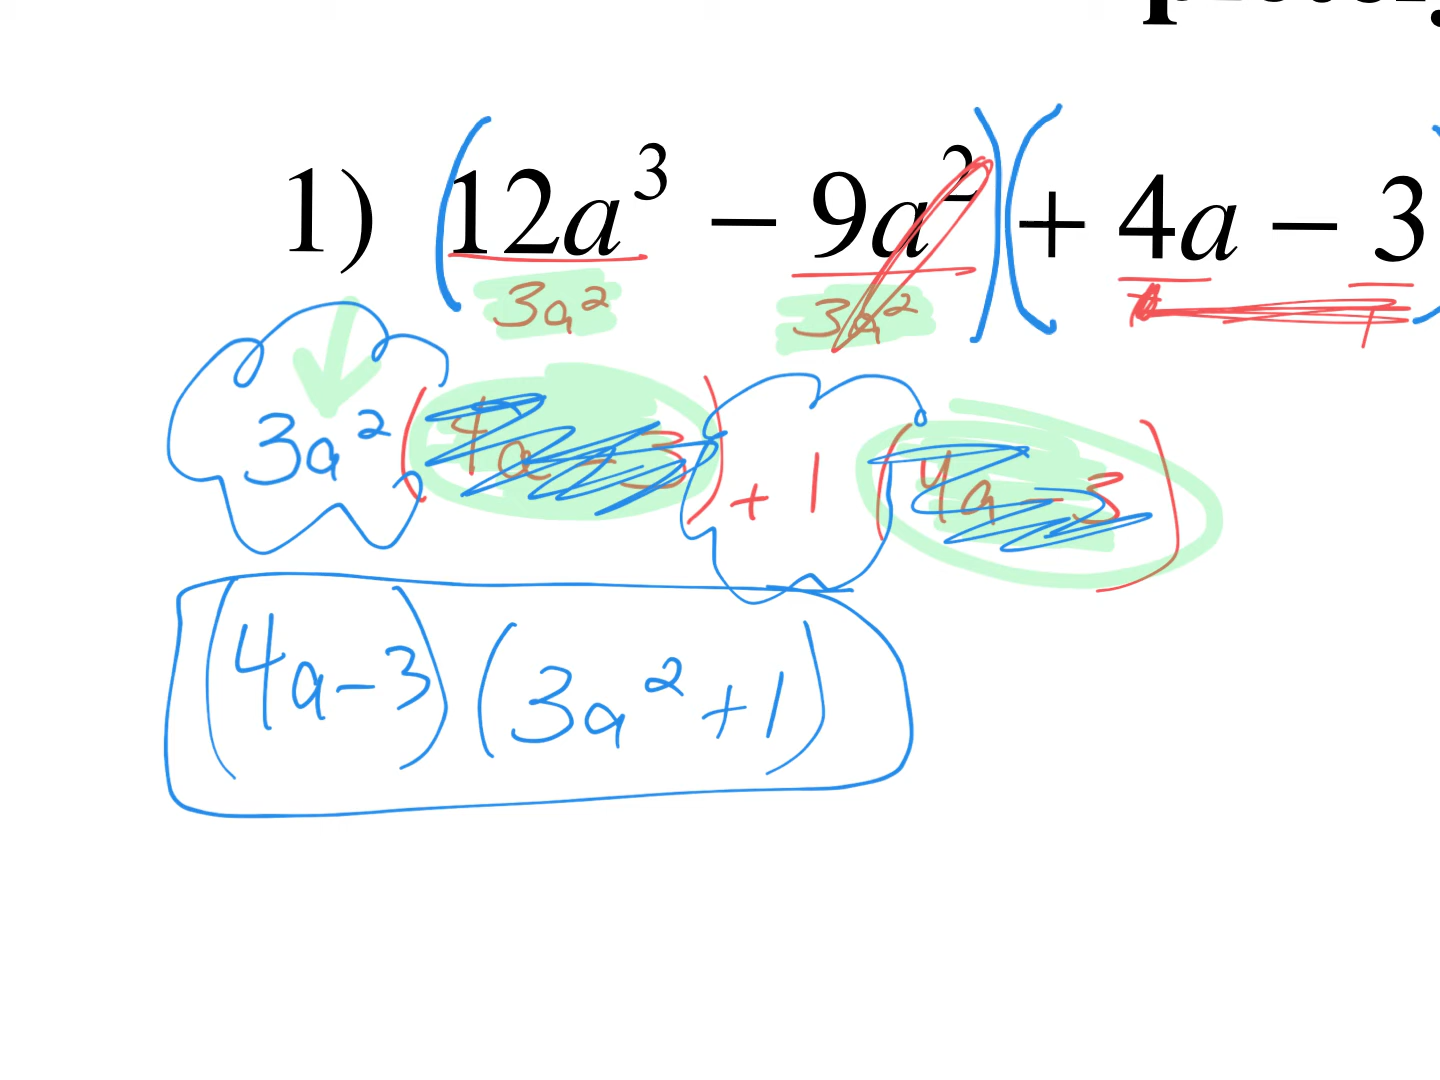 1) (12a³ − 9a²)(+ 4a − 3)
3a² 3a²
3a² (4a − 3) + 1 (4a − 3)
(4a − 3) (3a² + 1)